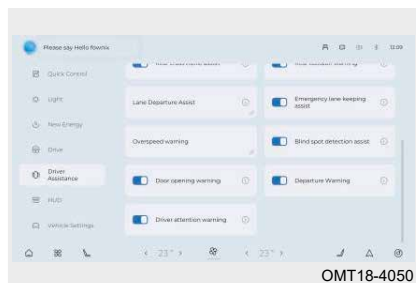 Please say Hello
11:00
Quick Control
Light
Lane Departure Assist
Emergency lane keeping
assist
New Energy
Overspeed warning
Blind spot detection assist
Drive
Driver
Assistance
Door opening warning
Departure Warning
HUD
Driver attention warning
Vehicle Settings
23°
23°
OMT18-4050